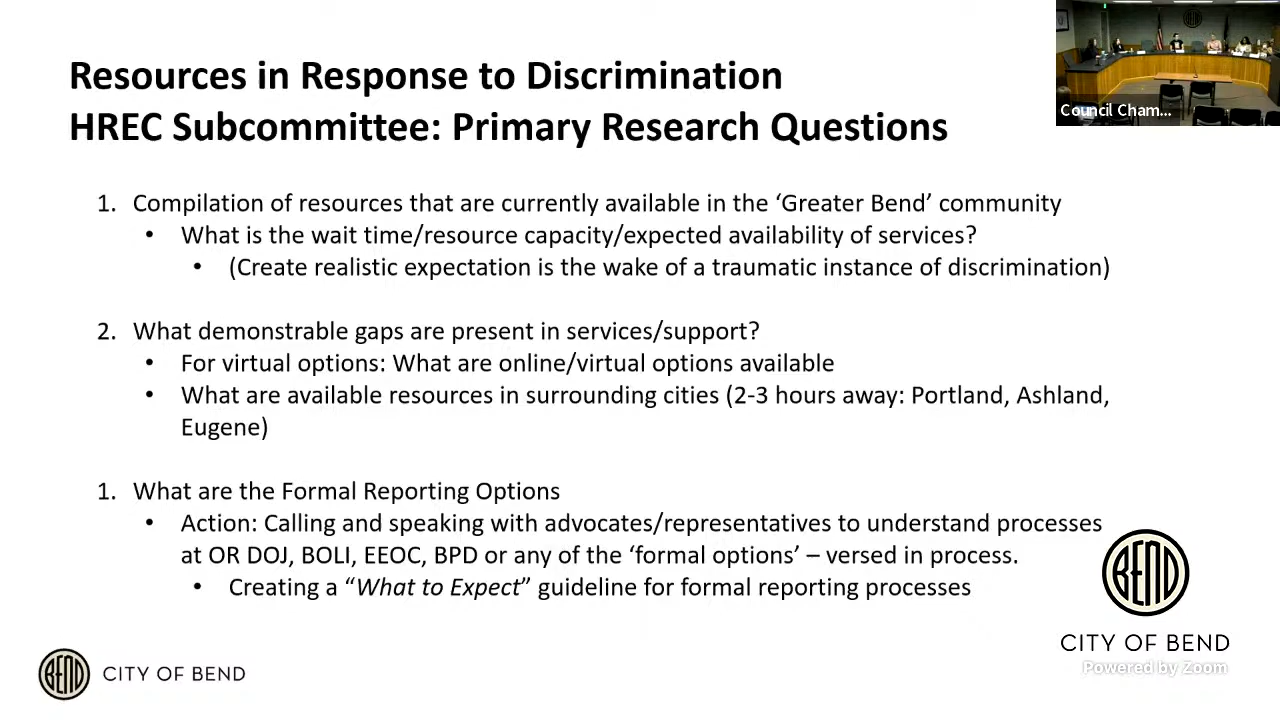 Resources in Response to Discrimination
HREC Subcommittee: Primary Research Questions
Council Cham...
1. Compilation of resources that are currently available in the ‘Greater Bend’ community
• What is the wait time/resource capacity/expected availability of services?
• (Create realistic expectation is the wake of a traumatic instance of discrimination)
2. What demonstrable gaps are present in services/support?
• For virtual options: What are online/virtual options available
• What are available resources in surrounding cities (2-3 hours away: Portland, Ashland,
Eugene)
1. What are the Formal Reporting Options
• Action: Calling and speaking with advocates/representatives to understand processes
at OR DOJ, BOLI, EEOC, BPD or any of the ‘formal options’ – versed in process.
• Creating a “What to Expect” guideline for formal reporting processes
BEND
CITY OF BEND
Powered by Zoom
BEND CITY OF BEND